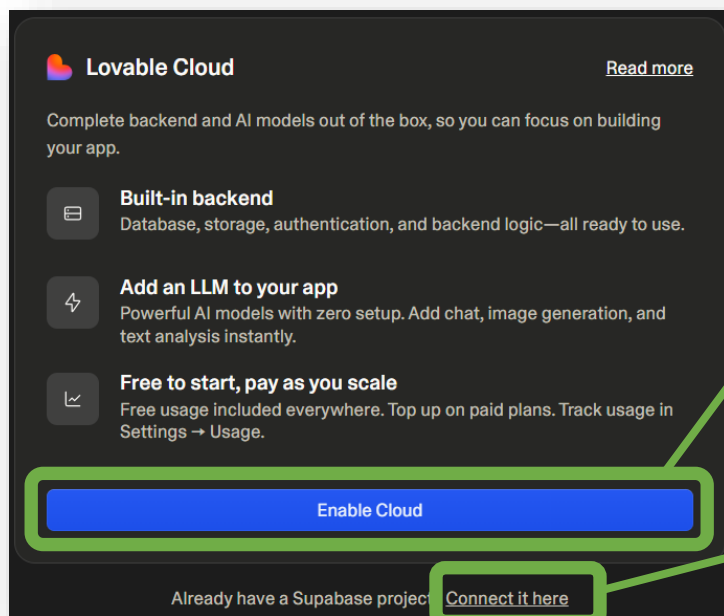 Lovable Cloud
Read more
Complete backend and AI models out of the box, so you can focus on building
your app.
Built-in backend
Database, storage, authentication, and backend logic—all ready to use.
Add an LLM to your app
Powerful AI models with zero setup. Add chat, image generation, and
text analysis instantly.
Free to start, pay as you scale
Free usage included everywhere. Top up on paid plans. Track usage in
Settings → Usage.
Enable Cloud
Already have a Supabase project Connect it here